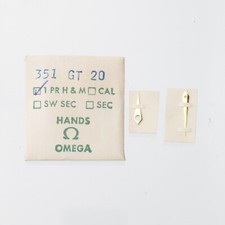 351 GT 20
1 PR H & M CAL
SW SEC SEC
HANDS
Ω
OMEGA